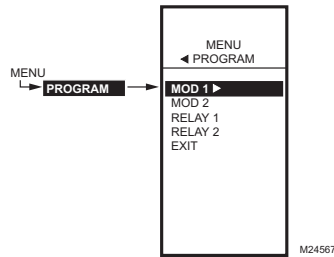 MENU
PROGRAM
MENU
◄ PROGRAM
MOD 1 ►
MOD 2
RELAY 1
RELAY 2
EXIT
M24567